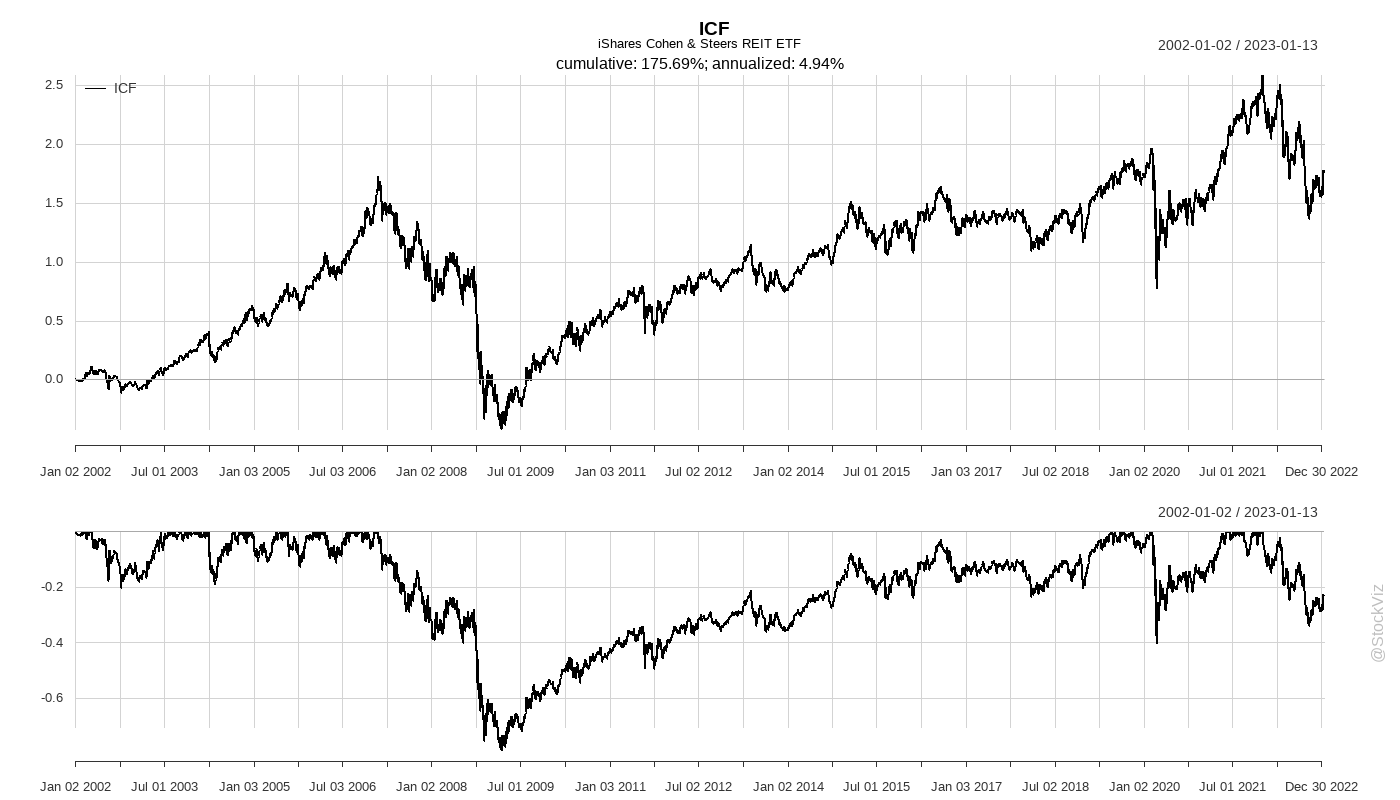 ICF
iShares Cohen & Steers REIT ETF
2002-01-02 / 2023-01-13
cumulative: 175.69%; annualized: 4.94%
ICF
2.5
2.0
1.5
1.0
0.5
0.0
Jan 02 2002 Jul 01 2003 Jan 03 2005 Jul 03 2006 Jan 02 2008 Jul 01 2009 Jan 03 2011 Jul 02 2012 Jan 02 2014 Jul 01 2015 Jan 03 2017 Jul 02 2018 Jan 02 2020 Jul 01 2021 Dec 30 2022
2002-01-02 / 2023-01-13
-0.2
-0.4
-0.6
Jan 02 2002 Jul 01 2003 Jan 03 2005 Jul 03 2006 Jan 02 2008 Jul 01 2009 Jan 03 2011 Jul 02 2012 Jan 02 2014 Jul 01 2015 Jan 03 2017 Jul 02 2018 Jan 02 2020 Jul 01 2021 Dec 30 2022
@StockViz